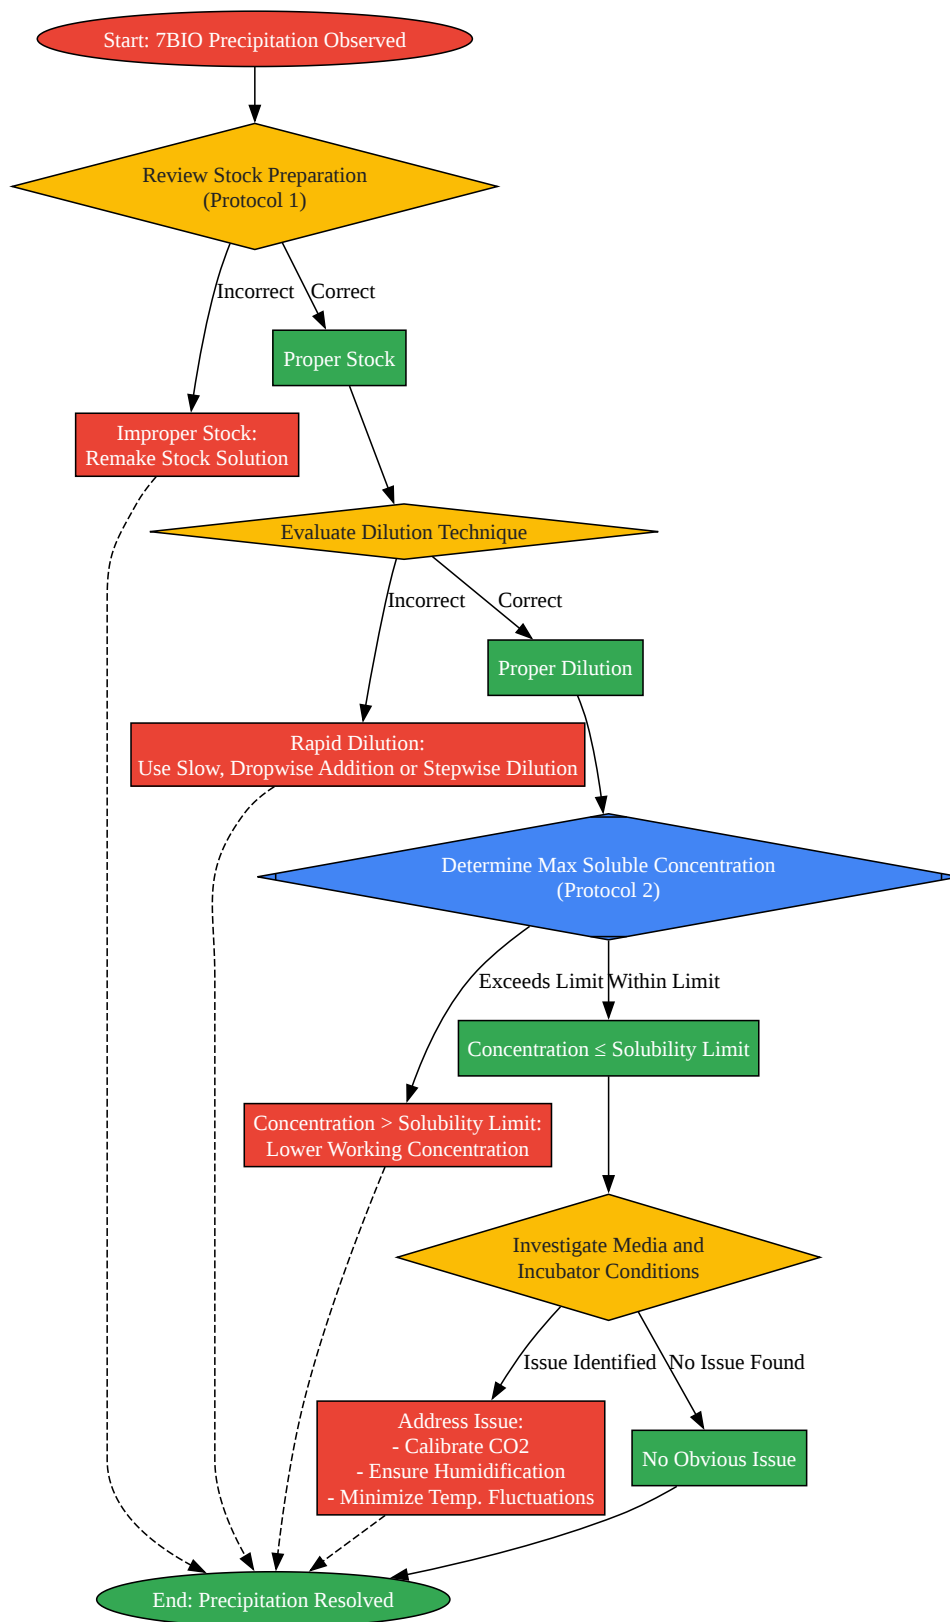 Start: 7BIO Precipitation Observed
Review Stock Preparation
(Protocol 1)
Incorrect
Correct
Proper Stock
Improper Stock:
Remake Stock Solution
Evaluate Dilution Technique
Incorrect
Correct
Proper Dilution
Rapid Dilution:
Use Slow, Dropwise Addition or Stepwise Dilution
Determine Max Soluble Concentration
(Protocol 2)
Exceeds Limit
Within Limit
Concentration ≤ Solubility Limit
Concentration > Solubility Limit:
Lower Working Concentration
Investigate Media and
Incubator Conditions
Issue Identified
No Issue Found
Address Issue:
- Calibrate CO2
- Ensure Humidification
- Minimize Temp. Fluctuations
No Obvious Issue
End: Precipitation Resolved